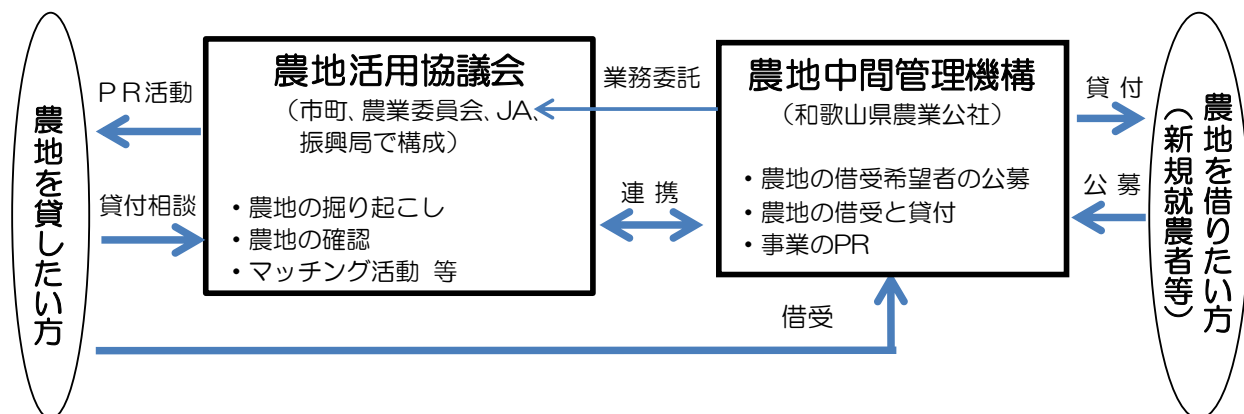 農地を貸したい方
ＰＲ活動
貸付相談
農地活用協議会
（市町、農業委員会、JA、
振興局で構成）
・農地の掘り起こし
・農地の確認
・マッチング活動 等
業務委託
連 携
借受
農地中間管理機構
（和歌山県農業公社）
・農地の借受希望者の公募
・農地の借受と貸付
・事業のPR
貸 付
公 募
農地を借りたい方
（新規就農者等）